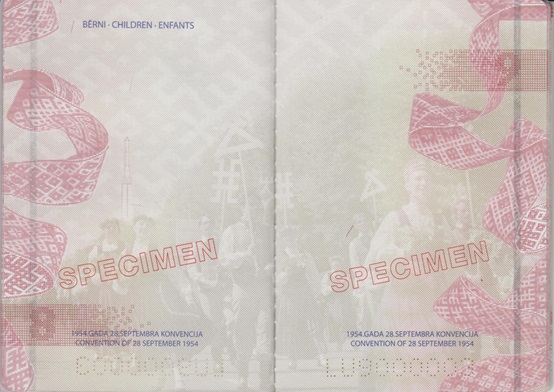 BĒRNI · CHILDREN · ENFANTS
SPECIMEN
1954.GADA 28.SEPTEMBRA KONVENCIJA
CONVENTION OF 28 SEPTEMBER 1954
SPECIMEN
1954.GADA 28.SEPTEMBRA KONVENCIJA
CONVENTION OF 28 SEPTEMBER 1954